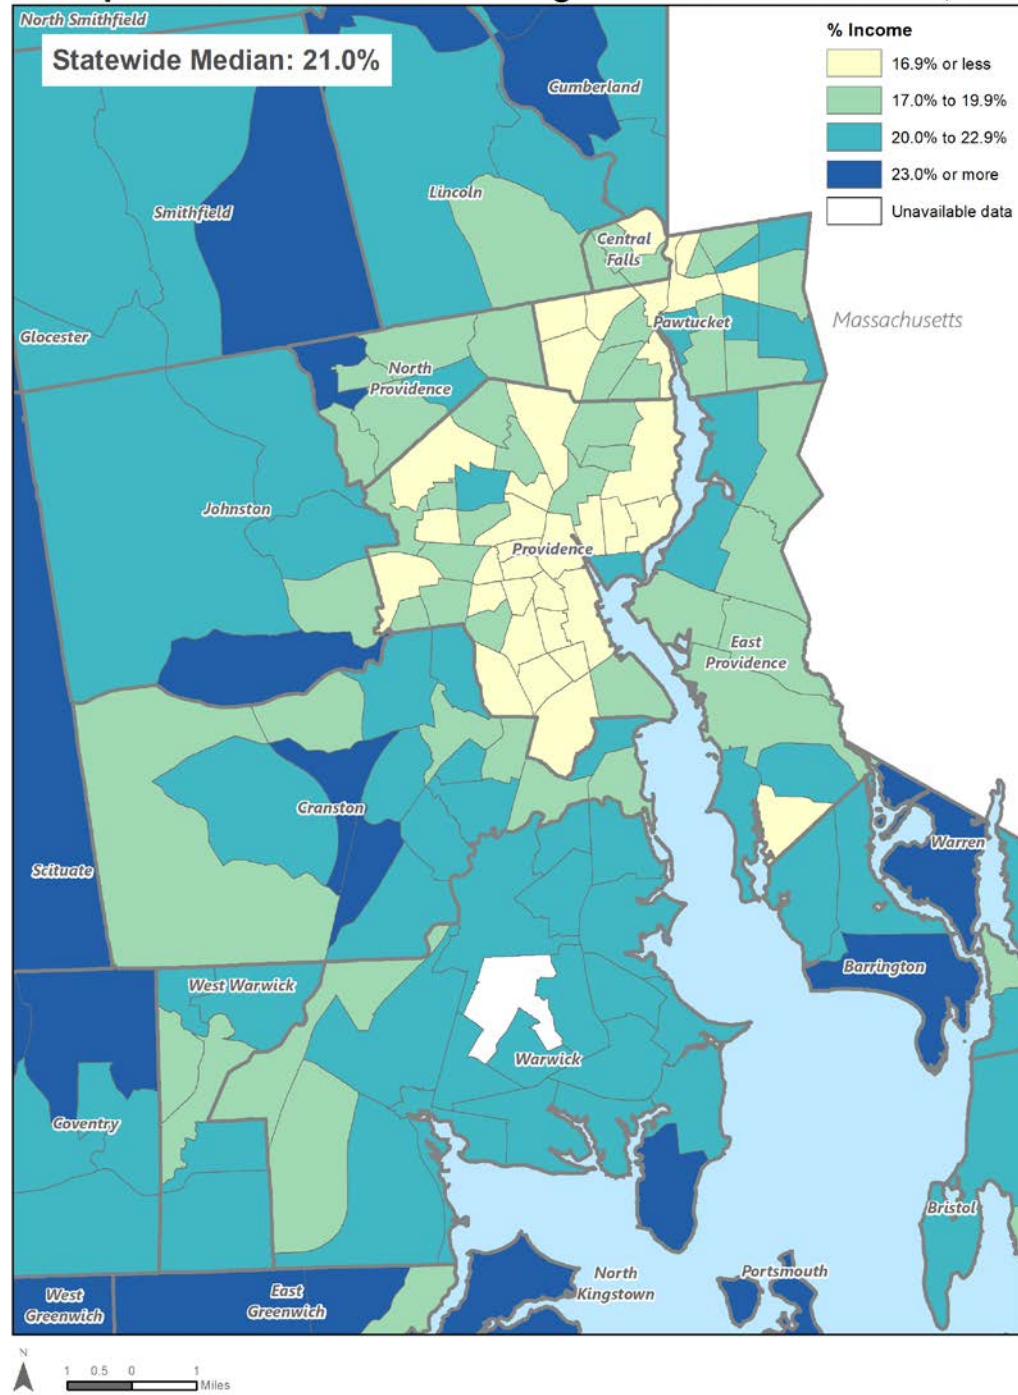 North Smithfield
Statewide Median: 21.0%
% Income
16.9% or less
17.0% to 19.9%
20.0% to 22.9%
23.0% or more
Unavailable data
Cumberland
Smithfield
Lincoln
Central
Falls
Glocester
Pawtucket
Massachusetts
North
Providence
Johnston
Providence
East
Providence
Cranston
Scituate
Warren
Barrington
West Warwick
Warwick
Coventry
Bristol
West
Greenwich
East
Greenwich
North
Kingstown
Portsmouth
N
1 0.5 0 1
Miles